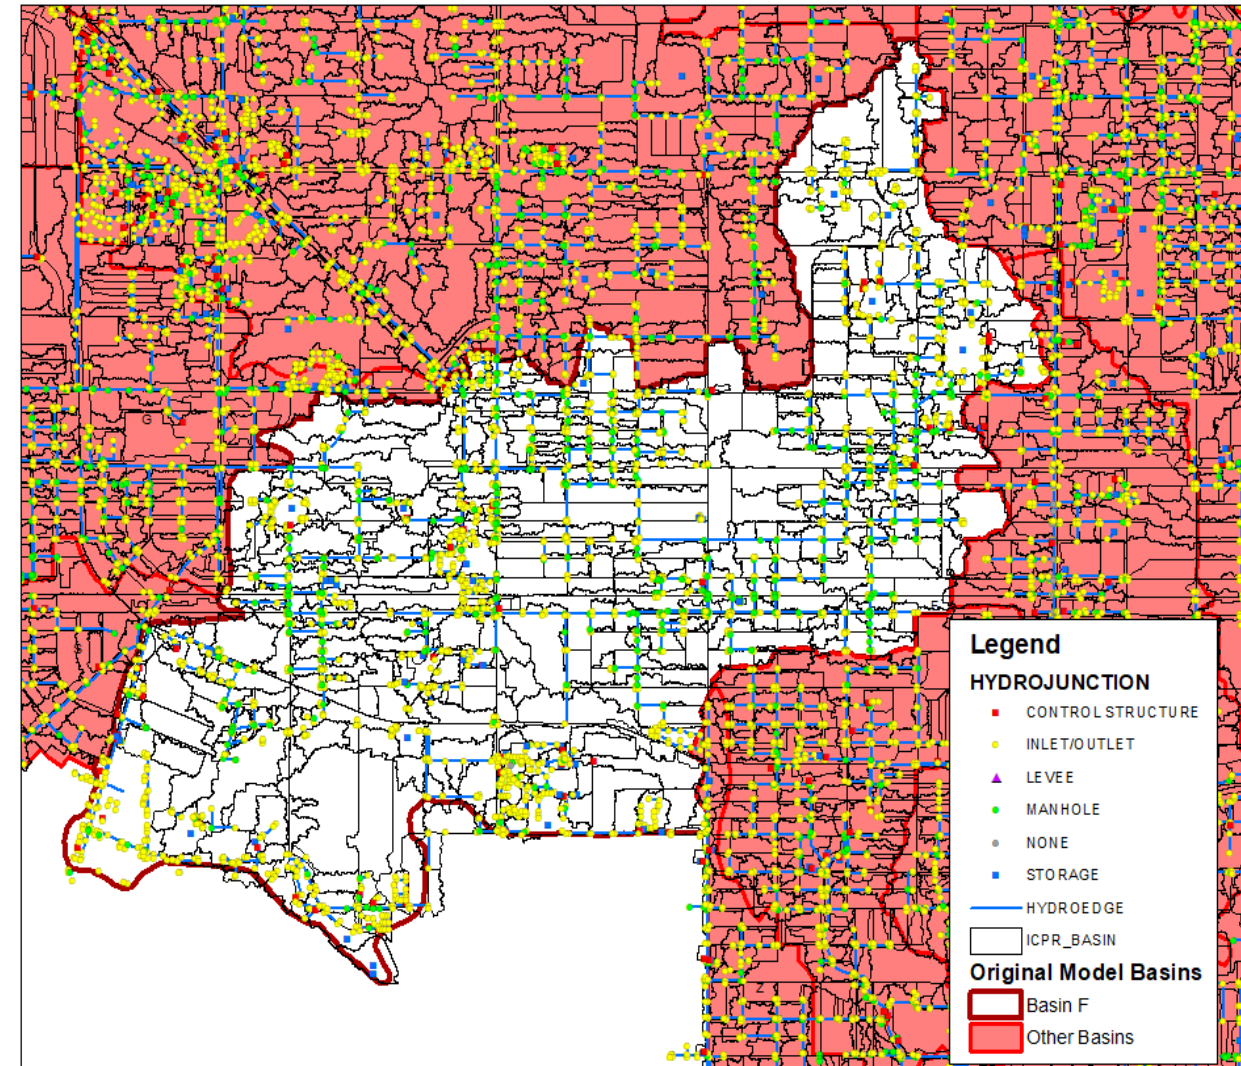 B
G
S
Z
Legend
HYDROJUNCTION
CONTROL STRUCTURE
INLET/OUTLET
LEVEE
MANHOLE
NONE
STORAGE
HYDROEDGE
ICPR_BASIN
Original Model Basins
Basin F
Other Basins